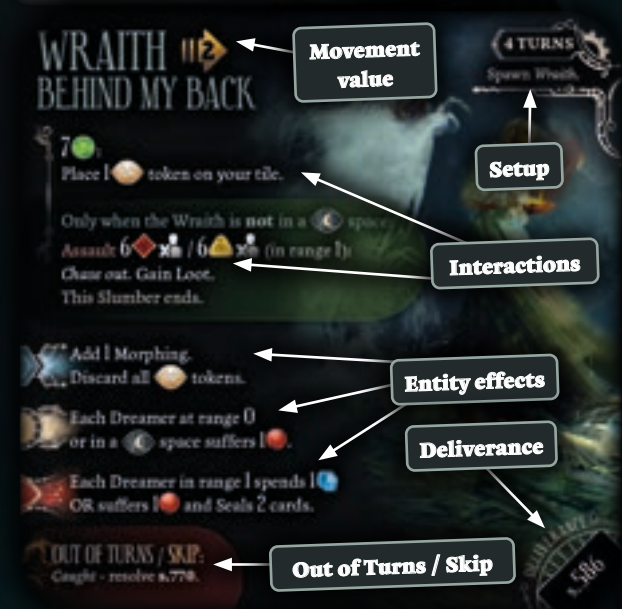 WRAITH 2
BEHIND MY BACK
Movement
value
4 TURNS
Spawn Wraith.
Setup
7 :
Place 1 token on your tile.
Only when the Wraith is not in a space
Assault 6 x / 6 x (in range 1):
Chase out. Gain Loot.
This Slumber ends.
Interactions
Add 1 Morphing.
Discard all tokens.
Entity effects
Each Dreamer at range 0
or in a space suffers 1 .
Deliverance
Each Dreamer in range 1 spends 1
OR suffers 1 and Seals 2 cards.
OUT OF TURNS / SKIP:
Caught - resolve s.770.
Out of Turns / Skip
DELIVERANCE
s.586